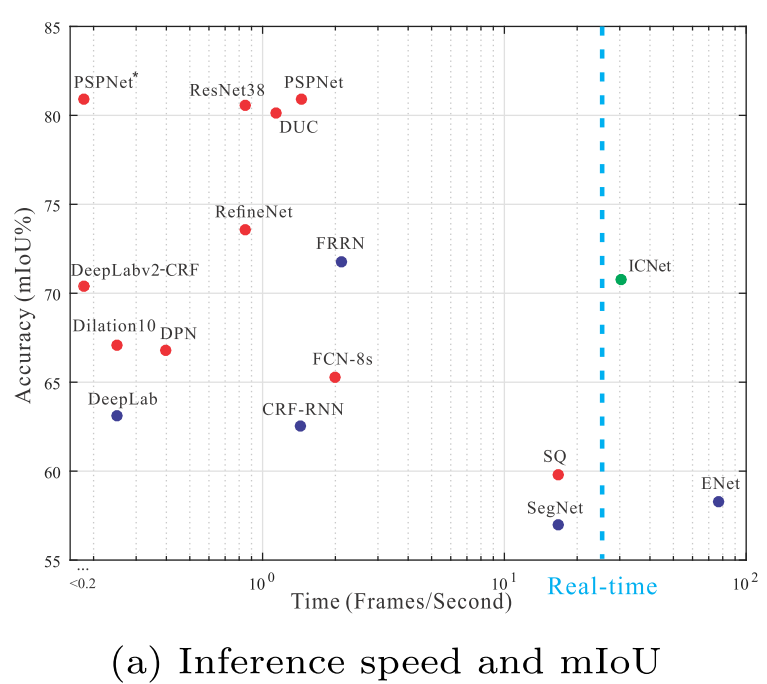 85
PSPNet*
ResNet38
PSPNet
80
DUC
75
RefineNet
FRRN
ICNet
DeepLabv2-CRF
70
Dilation10
DPN
FCN-8s
65
DeepLab
CRF-RNN
SQ
60
ENet
SegNet
55
Accuracy (mIoU%)
...
<0.2
10^0
10^1
10^2
Real-time
Time (Frames/Second)
(a) Inference speed and mIoU